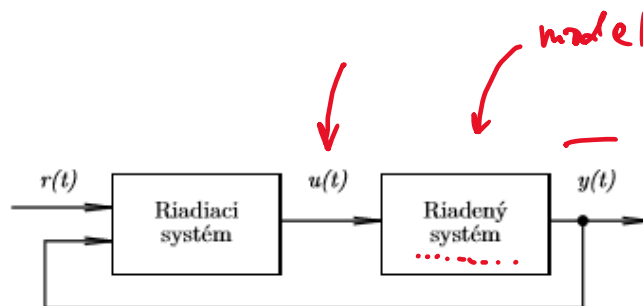 model
r(t)
u(t)
y(t)
Riadiaci
systém
Riadený
systém